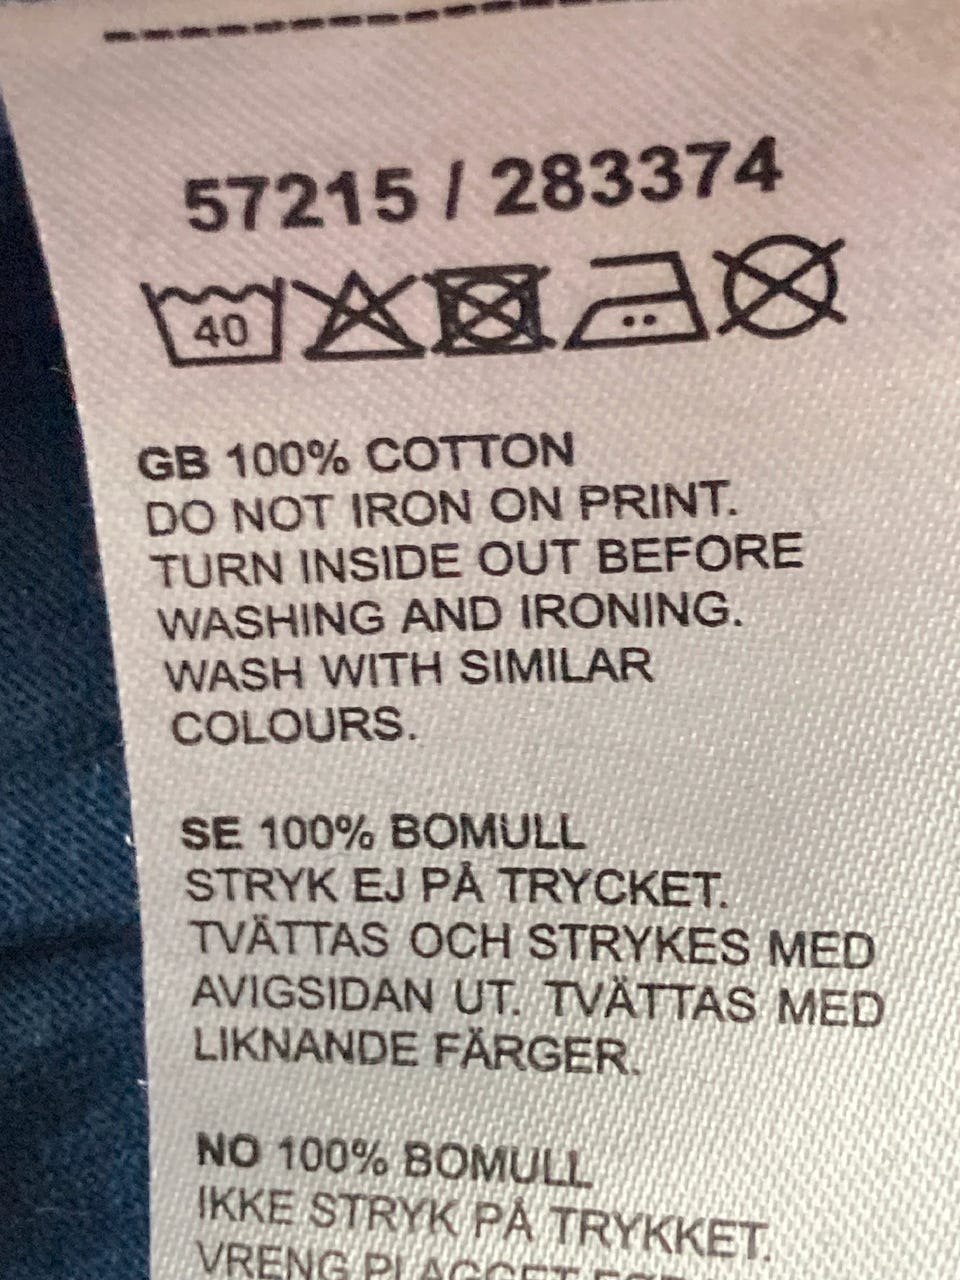 57215 / 283374
40
GB 100% COTTON
DO NOT IRON ON PRINT.
TURN INSIDE OUT BEFORE
WASHING AND IRONING.
WASH WITH SIMILAR
COLOURS.
SE 100% BOMULL
STRYK EJ PÅ TRYCKET.
TVÄTTAS OCH STRYKES MED
AVIGSIDAN UT. TVÄTTAS MED
LIKNANDE FÄRGER.
NO 100% BOMULL
IKKE STRYK PÅ TRYKKET.
VRENG PLAGGET